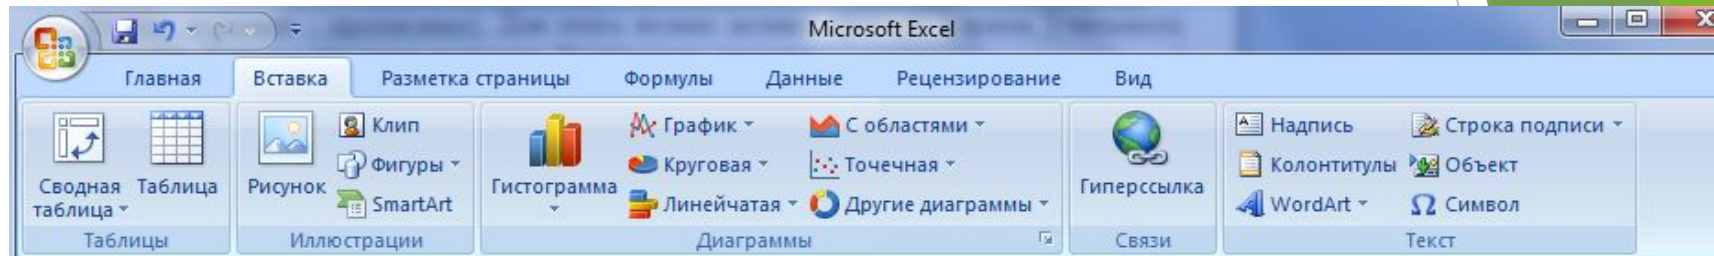 Microsoft Excel
Главная Вставка Разметка страницы Формулы Данные Рецензирование Вид
Сводная таблица
Таблица
Таблицы
Рисунок
Клип
Фигуры
SmartArt
Иллюстрации
Гистограмма
График
Круговая
Линейчатая
С областями
Точечная
Другие диаграммы
Диаграммы
Гиперссылка
Связи
Надпись
Колонтитулы
WordArt
Строка подписи
Объект
Символ
Текст